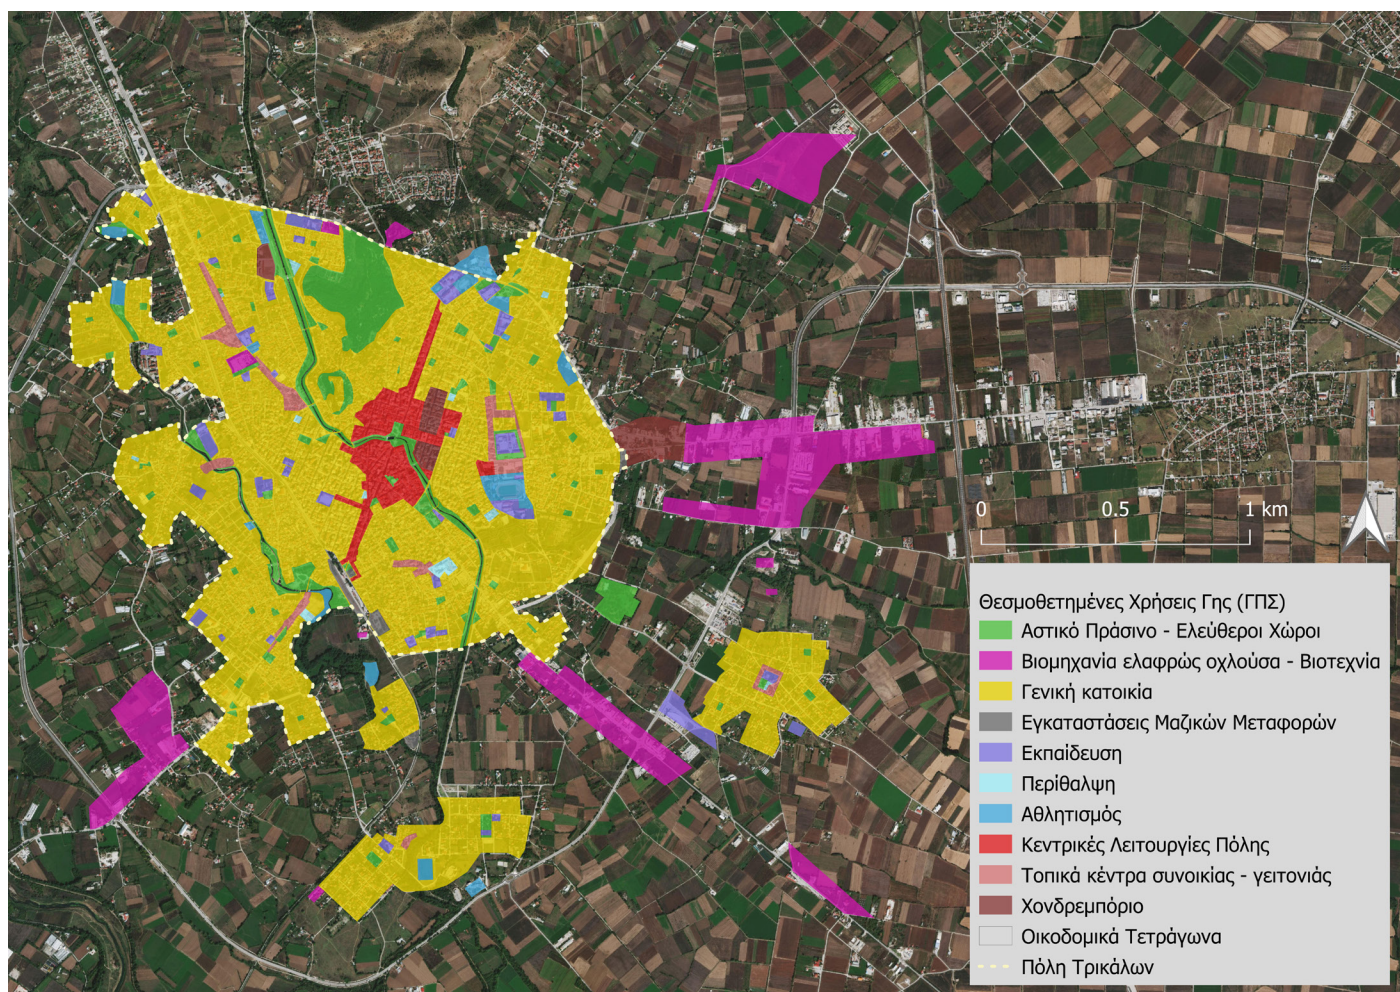 0 0.5 1 km
Θεσμοθετημένες Χρήσεις Γης (ΓΠΣ)
Αστικό Πράσινο - Ελεύθεροι Χώροι
Βιομηχανία ελαφρώς οχλούσα - Βιοτεχνία
Γενική κατοικία
Εγκαταστάσεις Μαζικών Μεταφορών
Εκπαίδευση
Περίθαλψη
Αθλητισμός
Κεντρικές Λειτουργίες Πόλης
Τοπικά κέντρα συνοικίας - γειτονιάς
Χονδρεμπόριο
Οικοδομικά Τετράγωνα
Πόλη Τρικάλων